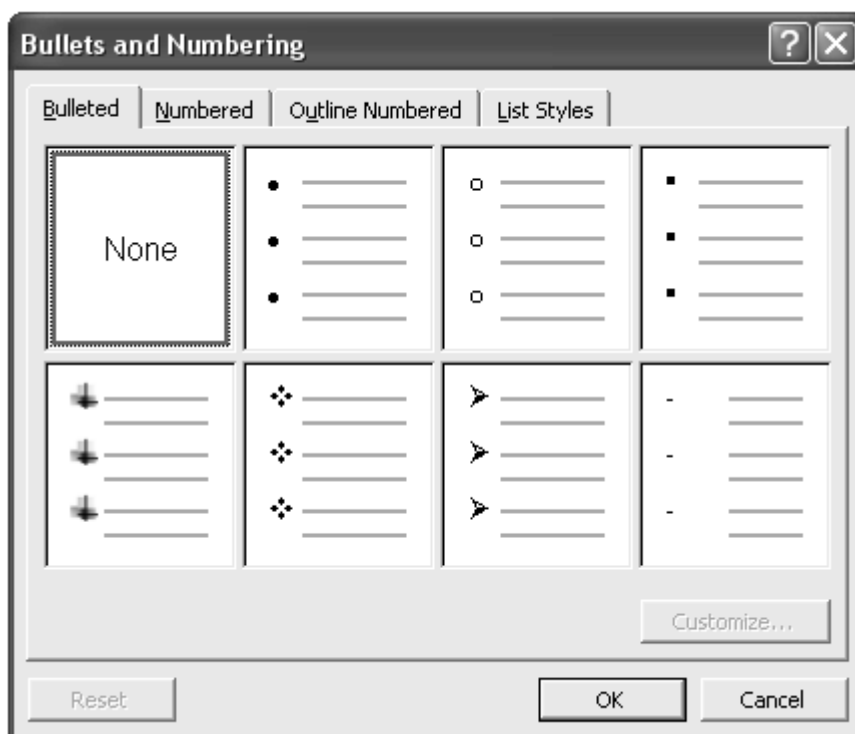 Bullets and Numbering
Bulleted Numbered Outline Numbered List Styles
None
Customize...
Reset OK Cancel